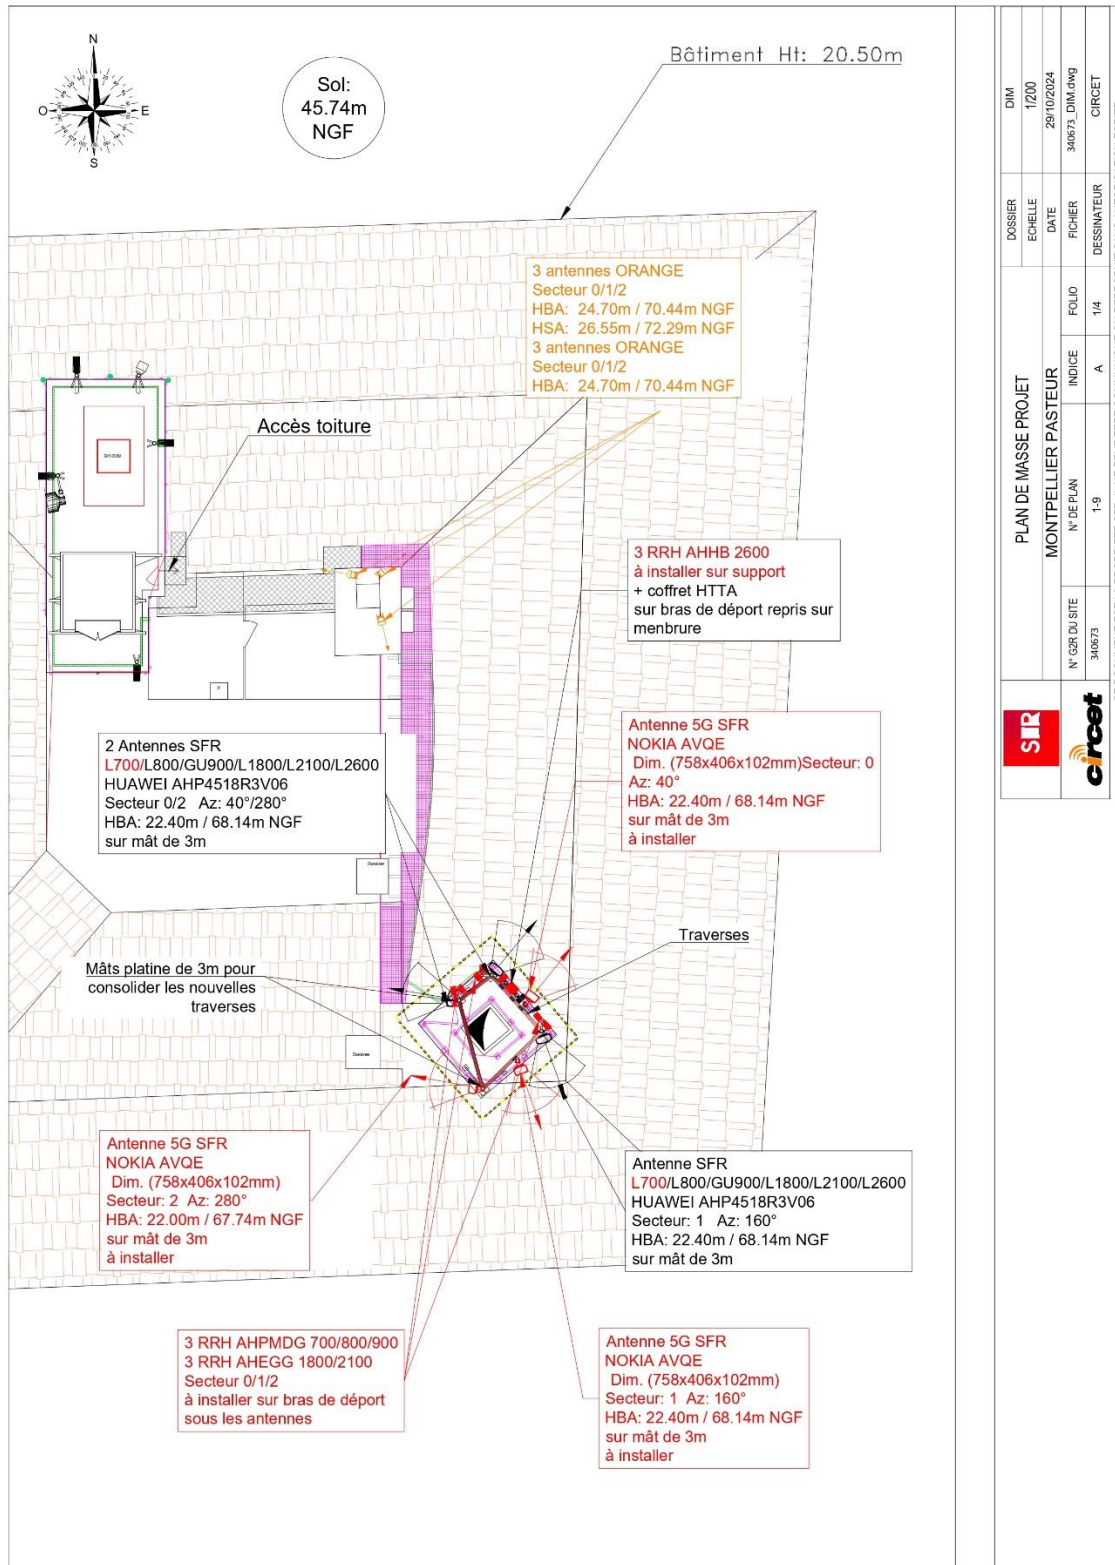 N
O
E
S
Sol:
45.74m
NGF
Bâtiment Ht: 20.50m
3 antennes ORANGE
Secteur 0/1/2
HBA: 24.70m / 70.44m NGF
HSA: 26.55m / 72.29m NGF
3 antennes ORANGE
Secteur 0/1/2
HBA: 24.70m / 70.44m NGF
Accès toiture
3 RRH AHHB 2600
à installer sur support
+ coffret HTTA
sur bras de déport repris sur
menbrure
2 Antennes SFR
L700/L800/GU900/L1800/L2100/L2600
HUAWEI AHP4518R3V06
Secteur 0/2 Az: 40°/280°
HBA: 22.40m / 68.14m NGF
sur mât de 3m
Antenne 5G SFR
NOKIA AVQE
Dim. (758x406x102mm)Secteur: 0
Az: 40°
HBA: 22.40m / 68.14m NGF
sur mât de 3m
à installer
Traverses
Mâts platine de 3m pour
consolider les nouvelles
traverses
Antenne 5G SFR
NOKIA AVQE
Dim. (758x406x102mm)
Secteur: 2 Az: 280°
HBA: 22.00m / 67.74m NGF
sur mât de 3m
à installer
Antenne SFR
L700/L800/GU900/L1800/L2100/L2600
HUAWEI AHP4518R3V06
Secteur: 1 Az: 160°
HBA: 22.40m / 68.14m NGF
sur mât de 3m
3 RRH AHPMDG 700/800/900
3 RRH AHEGG 1800/2100
Secteur 0/1/2
à installer sur bras de déport
sous les antennes
Antenne 5G SFR
NOKIA AVQE
Dim. (758x406x102mm)
Secteur: 1 Az: 160°
HBA: 22.40m / 68.14m NGF
sur mât de 3m
à installer
SFR
circet
PLAN DE MASSE PROJET
MONTPELLIER PASTEUR
N° G2R DU SITE
340673
N° DE PLAN
1-9
INDICE
A
FOLIO
1/4
DOSSIER
DIM
ECHELLE
1/200
DATE
29/10/2024
FICHIER
340673_DIM.dwg
DESSINATEUR
CIRCET